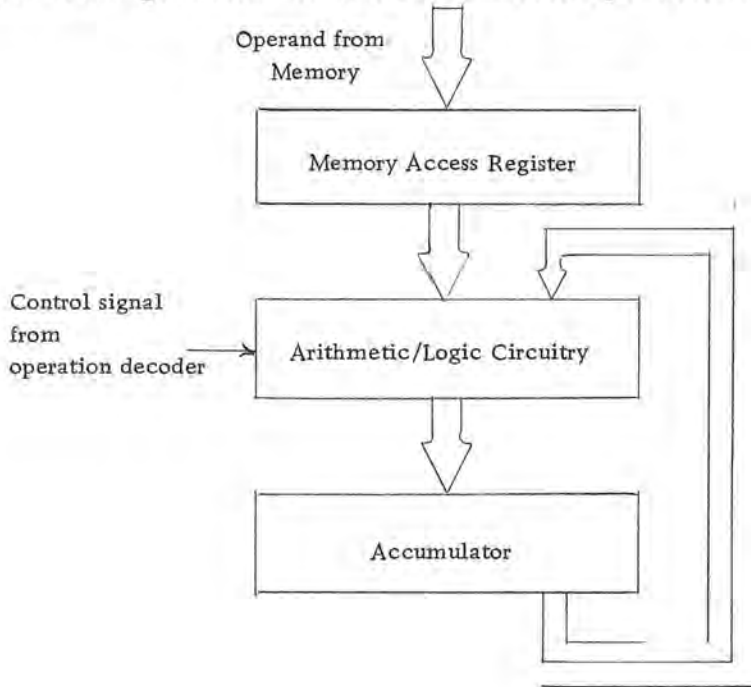 Operand from
Memory
Memory Access Register
Control signal
from
operation decoder
Arithmetic/Logic Circuitry
Accumulator